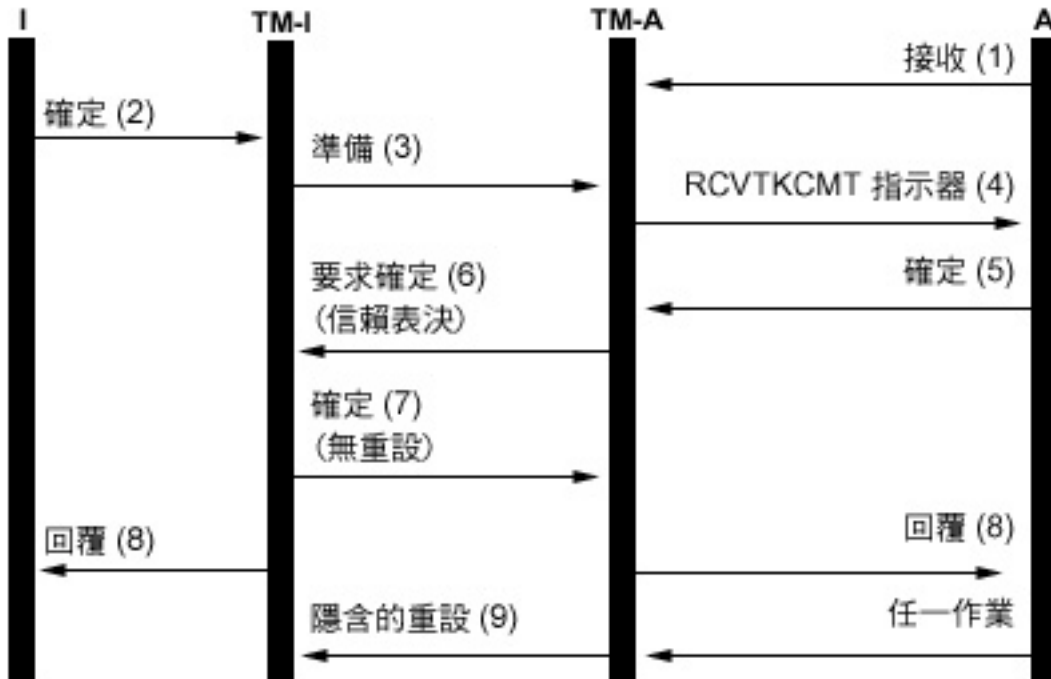 I TM-I TM-A A
接收 (1)
確定 (2)
準備 (3)
RCVTKCMT 指示器 (4)
確定 (5)
要求確定 (6)
(信賴表決)
確定 (7)
(無重設)
回覆 (8)
回覆 (8)
任一作業
隱含的重設 (9)